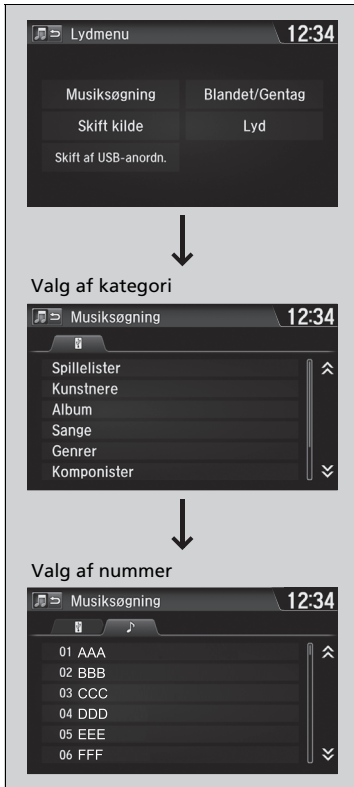 Lydmenu 12:34
Musiksøgning Blandet/Gentag
Skift kilde Lyd
Skift af USB-anordn.
Valg af kategori
Musiksøgning 12:34
Spillelister
Kunstnere
Album
Sange
Genrer
Komponister
Valg af nummer
Musiksøgning 12:34
01 AAA
02 BBB
03 CCC
04 DDD
05 EEE
06 FFF